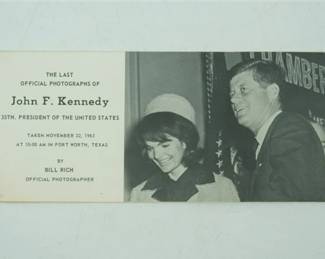 THE LAST
OFFICIAL PHOTOGRAPHS OF
John F. Kennedy
35TH. PRESIDENT OF THE UNITED STATES
TAKEN NOVEMBER 22, 1963
AT 10:00 AM IN FORT WORTH, TEXAS
BY
BILL RICH
OFFICIAL PHOTOGRAPHER
CHAMBER